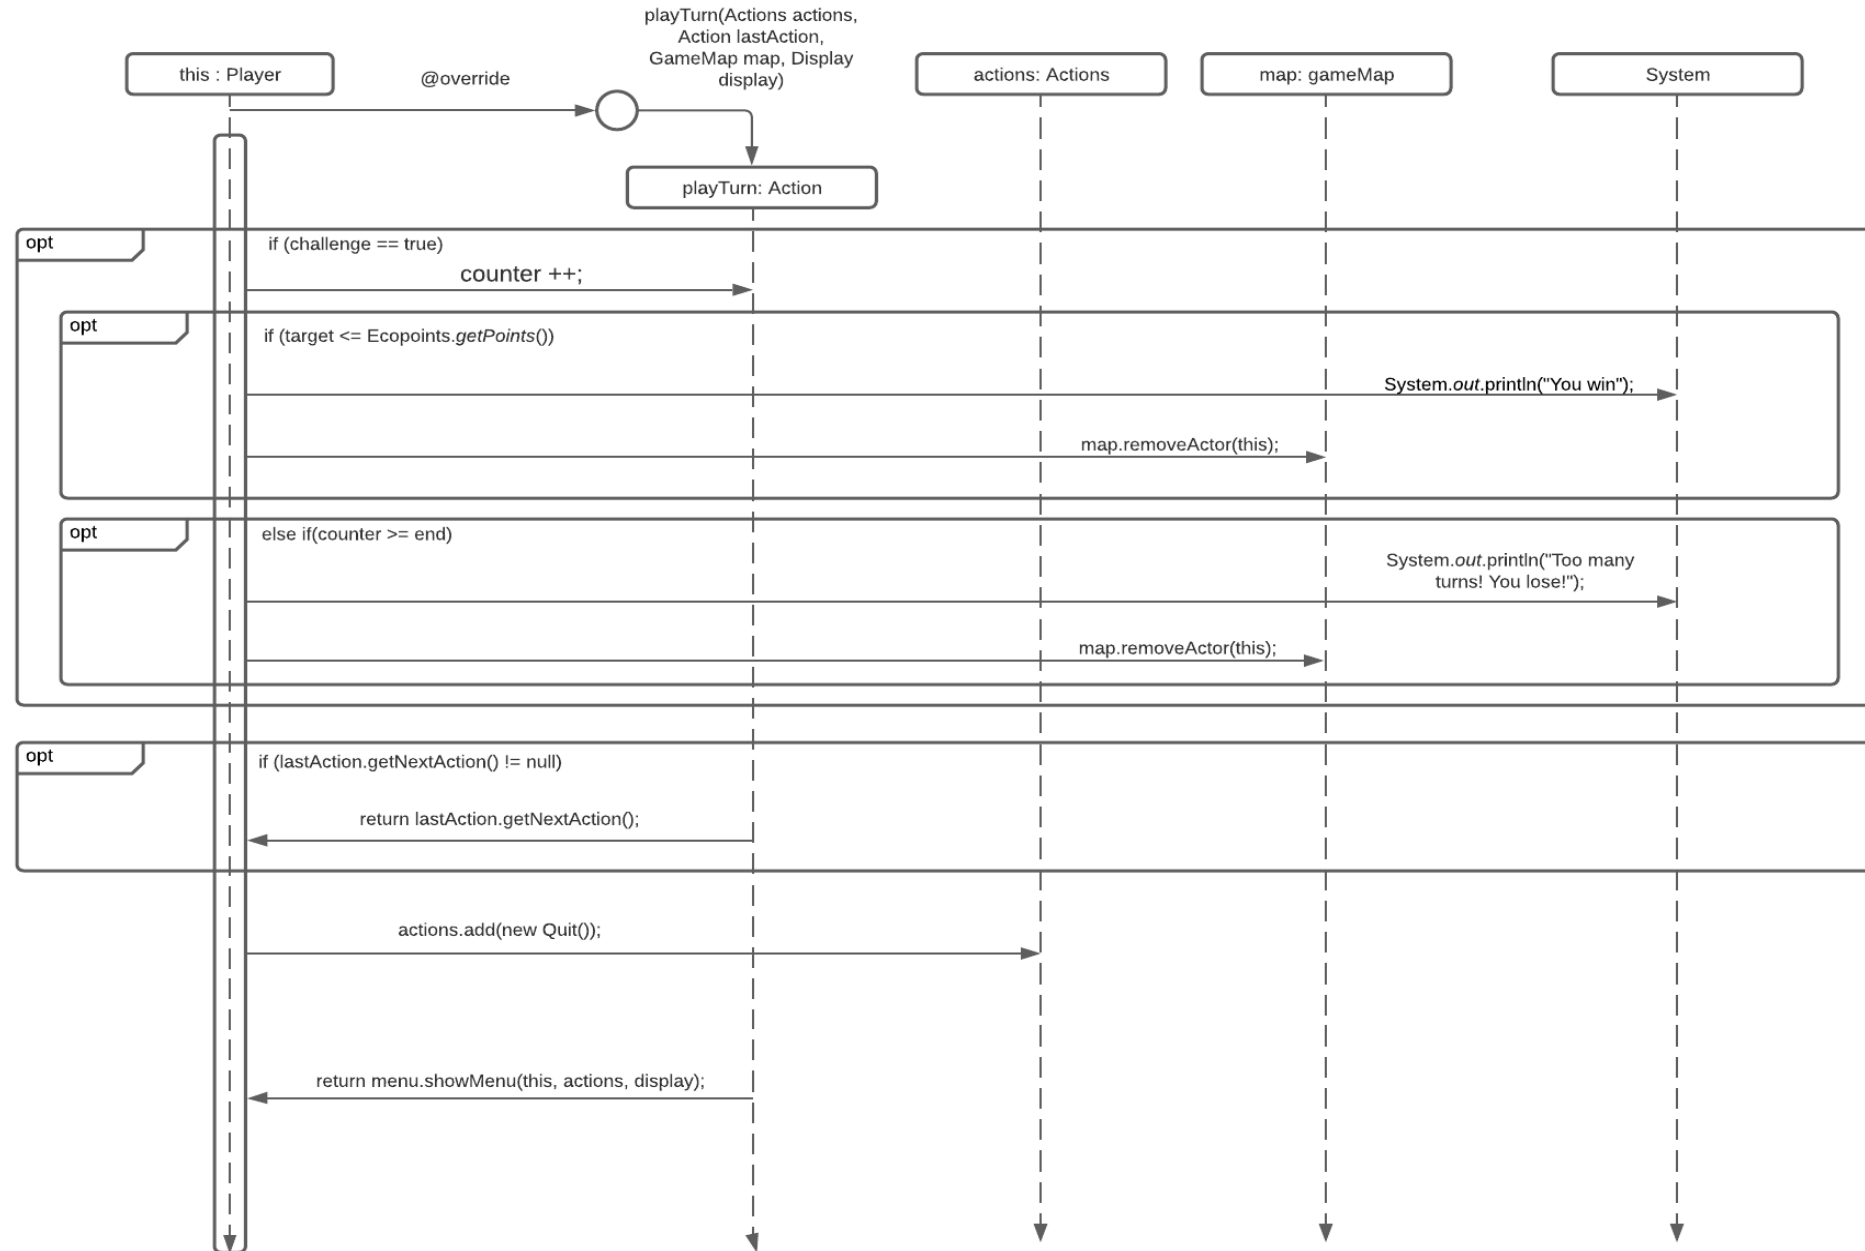 playTurn(Actions actions,
Action lastAction,
GameMap map, Display
display)
this : Player
@override
actions: Actions
map: gameMap
System
playTurn: Action
opt
if (challenge == true)
counter ++;
opt
if (target <= Ecopoints.getPoints())
System.out.println("You win");
map.removeActor(this);
opt
else if(counter >= end)
System.out.println("Too many
turns! You lose!");
map.removeActor(this);
opt
if (lastAction.getNextAction() != null)
return lastAction.getNextAction();
actions.add(new Quit());
return menu.showMenu(this, actions, display);